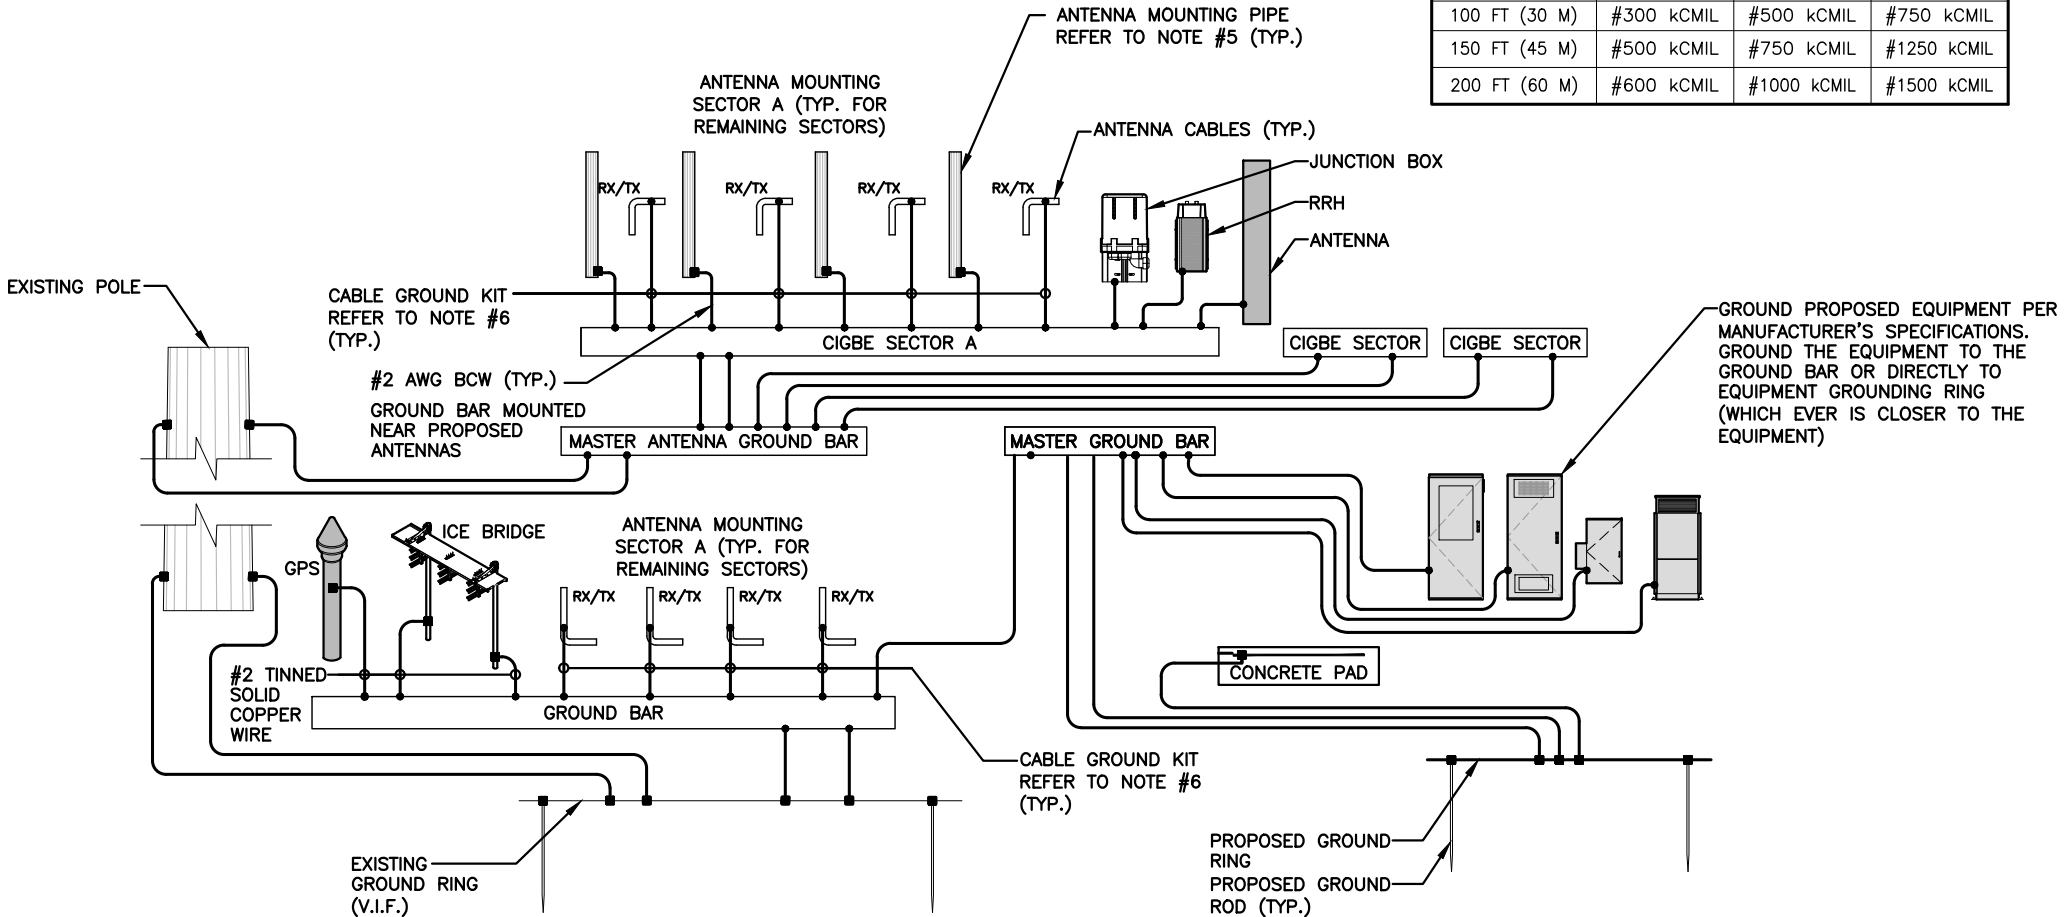 ANTENNA MOUNTING PIPE
REFER TO NOTE #5 (TYP.)
100 FT (30 M) #300 kCMIL #500 kCMIL #750 kCMIL
150 FT (45 M) #500 kCMIL #750 kCMIL #1250 kCMIL
200 FT (60 M) #600 kCMIL #1000 kCMIL #1500 kCMIL
ANTENNA MOUNTING
SECTOR A (TYP. FOR
REMAINING SECTORS)
ANTENNA CABLES (TYP.)
JUNCTION BOX
RRH
ANTENNA
RX/TX
RX/TX
RX/TX
RX/TX
EXISTING POLE
CABLE GROUND KIT
REFER TO NOTE #6
(TYP.)
#2 AWG BCW (TYP.)
GROUND BAR MOUNTED
NEAR PROPOSED
ANTENNAS
CIGBE SECTOR A
CIGBE SECTOR
CIGBE SECTOR
GROUND PROPOSED EQUIPMENT PER
MANUFACTURER'S SPECIFICATIONS.
GROUND THE EQUIPMENT TO THE
GROUND BAR OR DIRECTLY TO
EQUIPMENT GROUNDING RING
(WHICH EVER IS CLOSER TO THE
EQUIPMENT)
MASTER ANTENNA GROUND BAR
MASTER GROUND BAR
GPS
ICE BRIDGE
ANTENNA MOUNTING
SECTOR A (TYP. FOR
REMAINING SECTORS)
RX/TX
RX/TX
RX/TX
RX/TX
#2 TINNED
SOLID
COPPER
WIRE
GROUND BAR
CONCRETE PAD
CABLE GROUND KIT
REFER TO NOTE #6
(TYP.)
EXISTING
GROUND RING
(V.I.F.)
PROPOSED GROUND
RING
PROPOSED GROUND
ROD (TYP.)